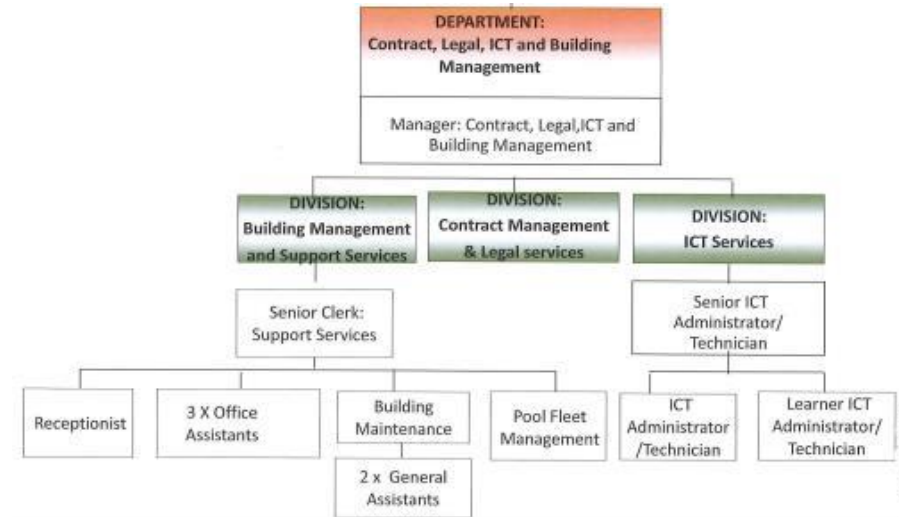 DEPARTMENT:
Contract, Legal, ICT and Building
Management
Manager: Contract, Legal,ICT and
Building Management
DIVISION:
Building Management
and Support Services
DIVISION:
Contract Management
& Legal services
DIVISION:
ICT Services
Senior Clerk:
Support Services
Senior ICT
Administrator/
Technician
Receptionist
3 X Office
Assistants
Building
Maintenance
Pool Fleet
Management
ICT
Administrator
/Technician
Learner ICT
Administrator/
Technician
2 x General
Assistants